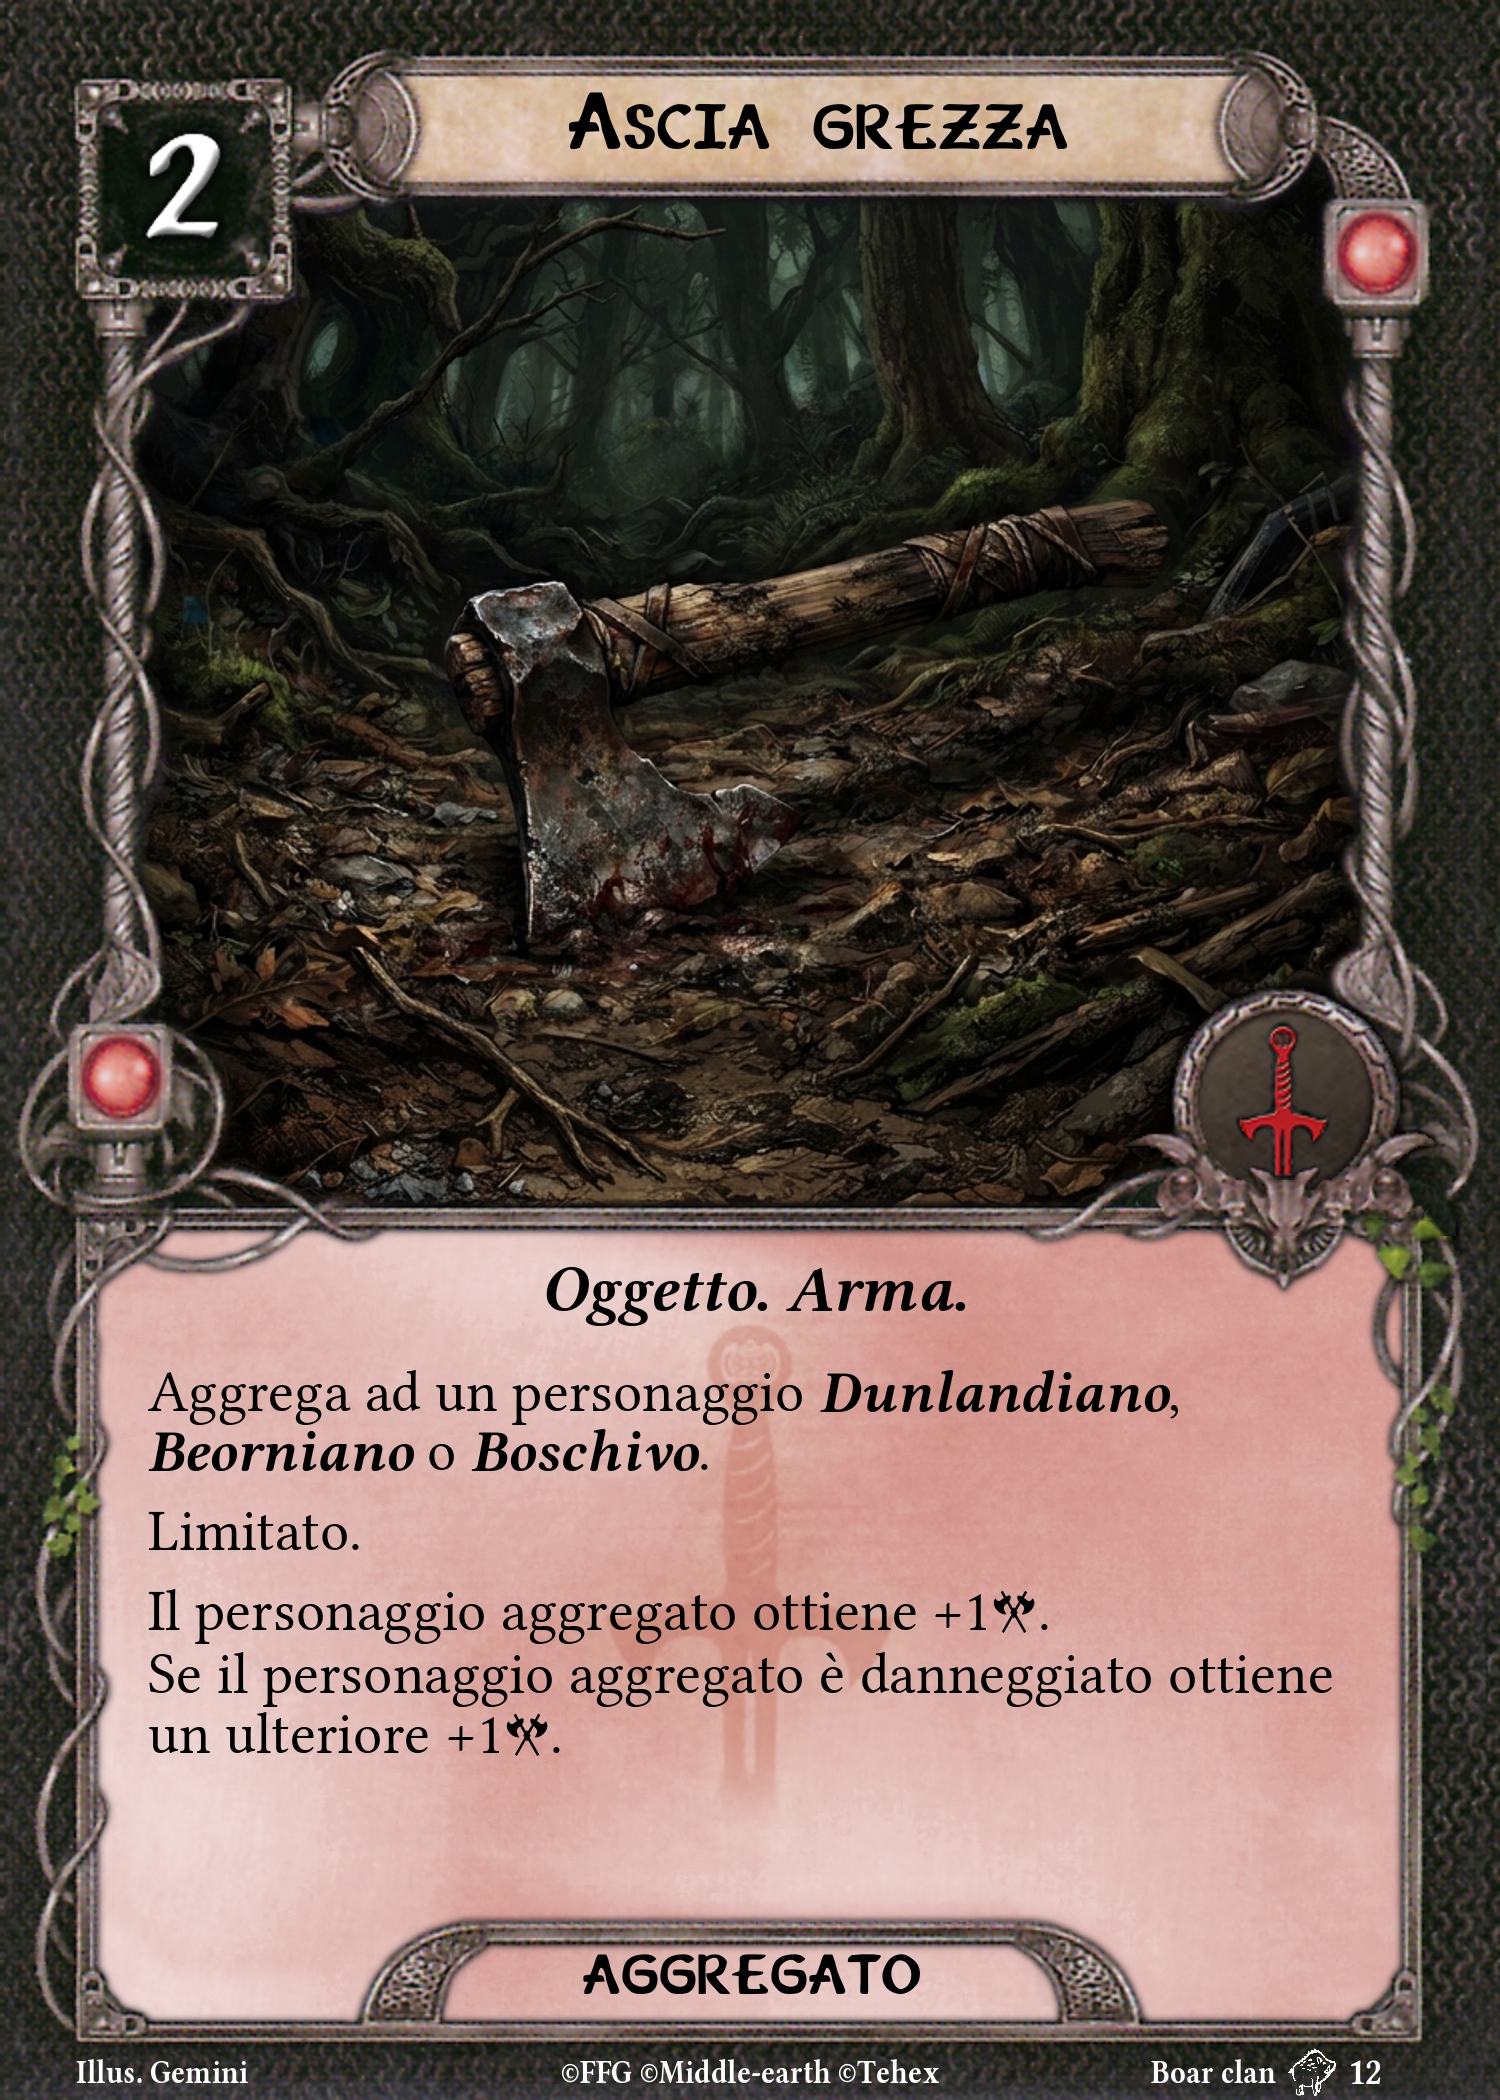 2
Ascia grezza
Oggetto. Arma.
Aggrega ad un personaggio Dunlandiano,
Beorniano o Boschivo.
Limitato.
Il personaggio aggregato ottiene +1.
Se il personaggio aggregato è danneggiato ottiene
un ulteriore +1.
AGGREGATO
Illus. Gemini ©FFG ©Middle-earth ©Tehex Boar clan 12